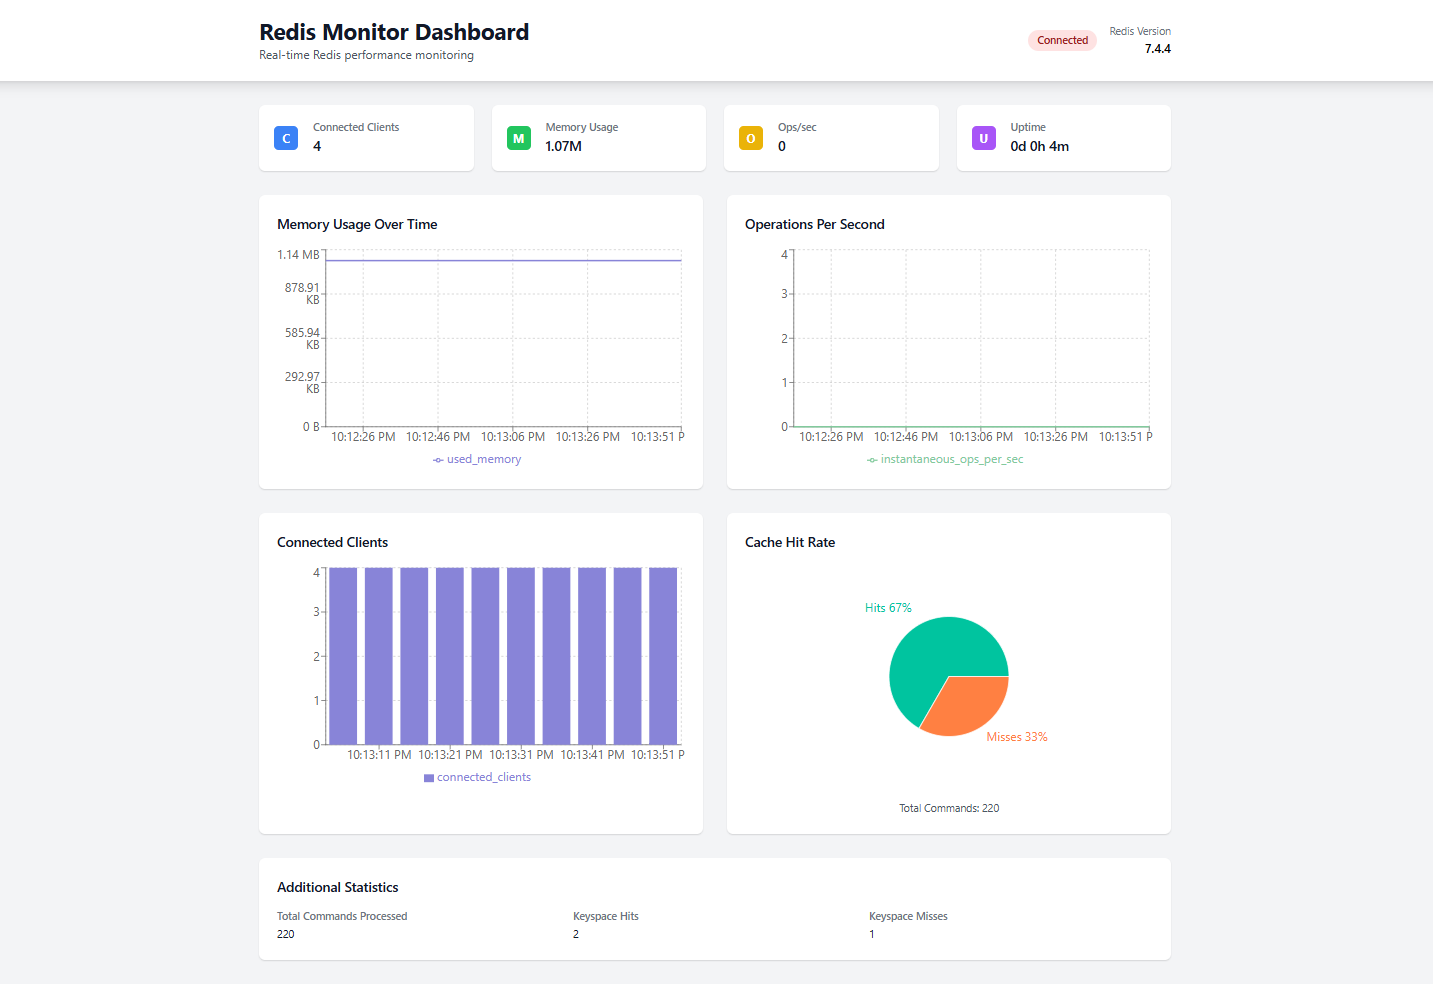 Redis Monitor Dashboard
Real-time Redis performance monitoring
Connected
Redis Version
7.4.4
C
Connected Clients
4
M
Memory Usage
1.07M
O
Ops/sec
0
U
Uptime
0d 0h 4m
Memory Usage Over Time
1.14 MB
878.91
KB
585.94
KB
292.97
KB
0 B
10:12:26 PM 10:12:46 PM 10:13:06 PM 10:13:26 PM 10:13:51 P
used_memory
Operations Per Second
4
3
2
1
0
10:12:26 PM 10:12:46 PM 10:13:06 PM 10:13:26 PM 10:13:51 P
instantaneous_ops_per_sec
Connected Clients
4
3
2
1
0
10:13:11 PM 10:13:21 PM 10:13:31 PM 10:13:41 PM 10:13:51 P
connected_clients
Cache Hit Rate
Hits 67%
Misses 33%
Total Commands: 220
Additional Statistics
Total Commands Processed
220
Keyspace Hits
2
Keyspace Misses
1